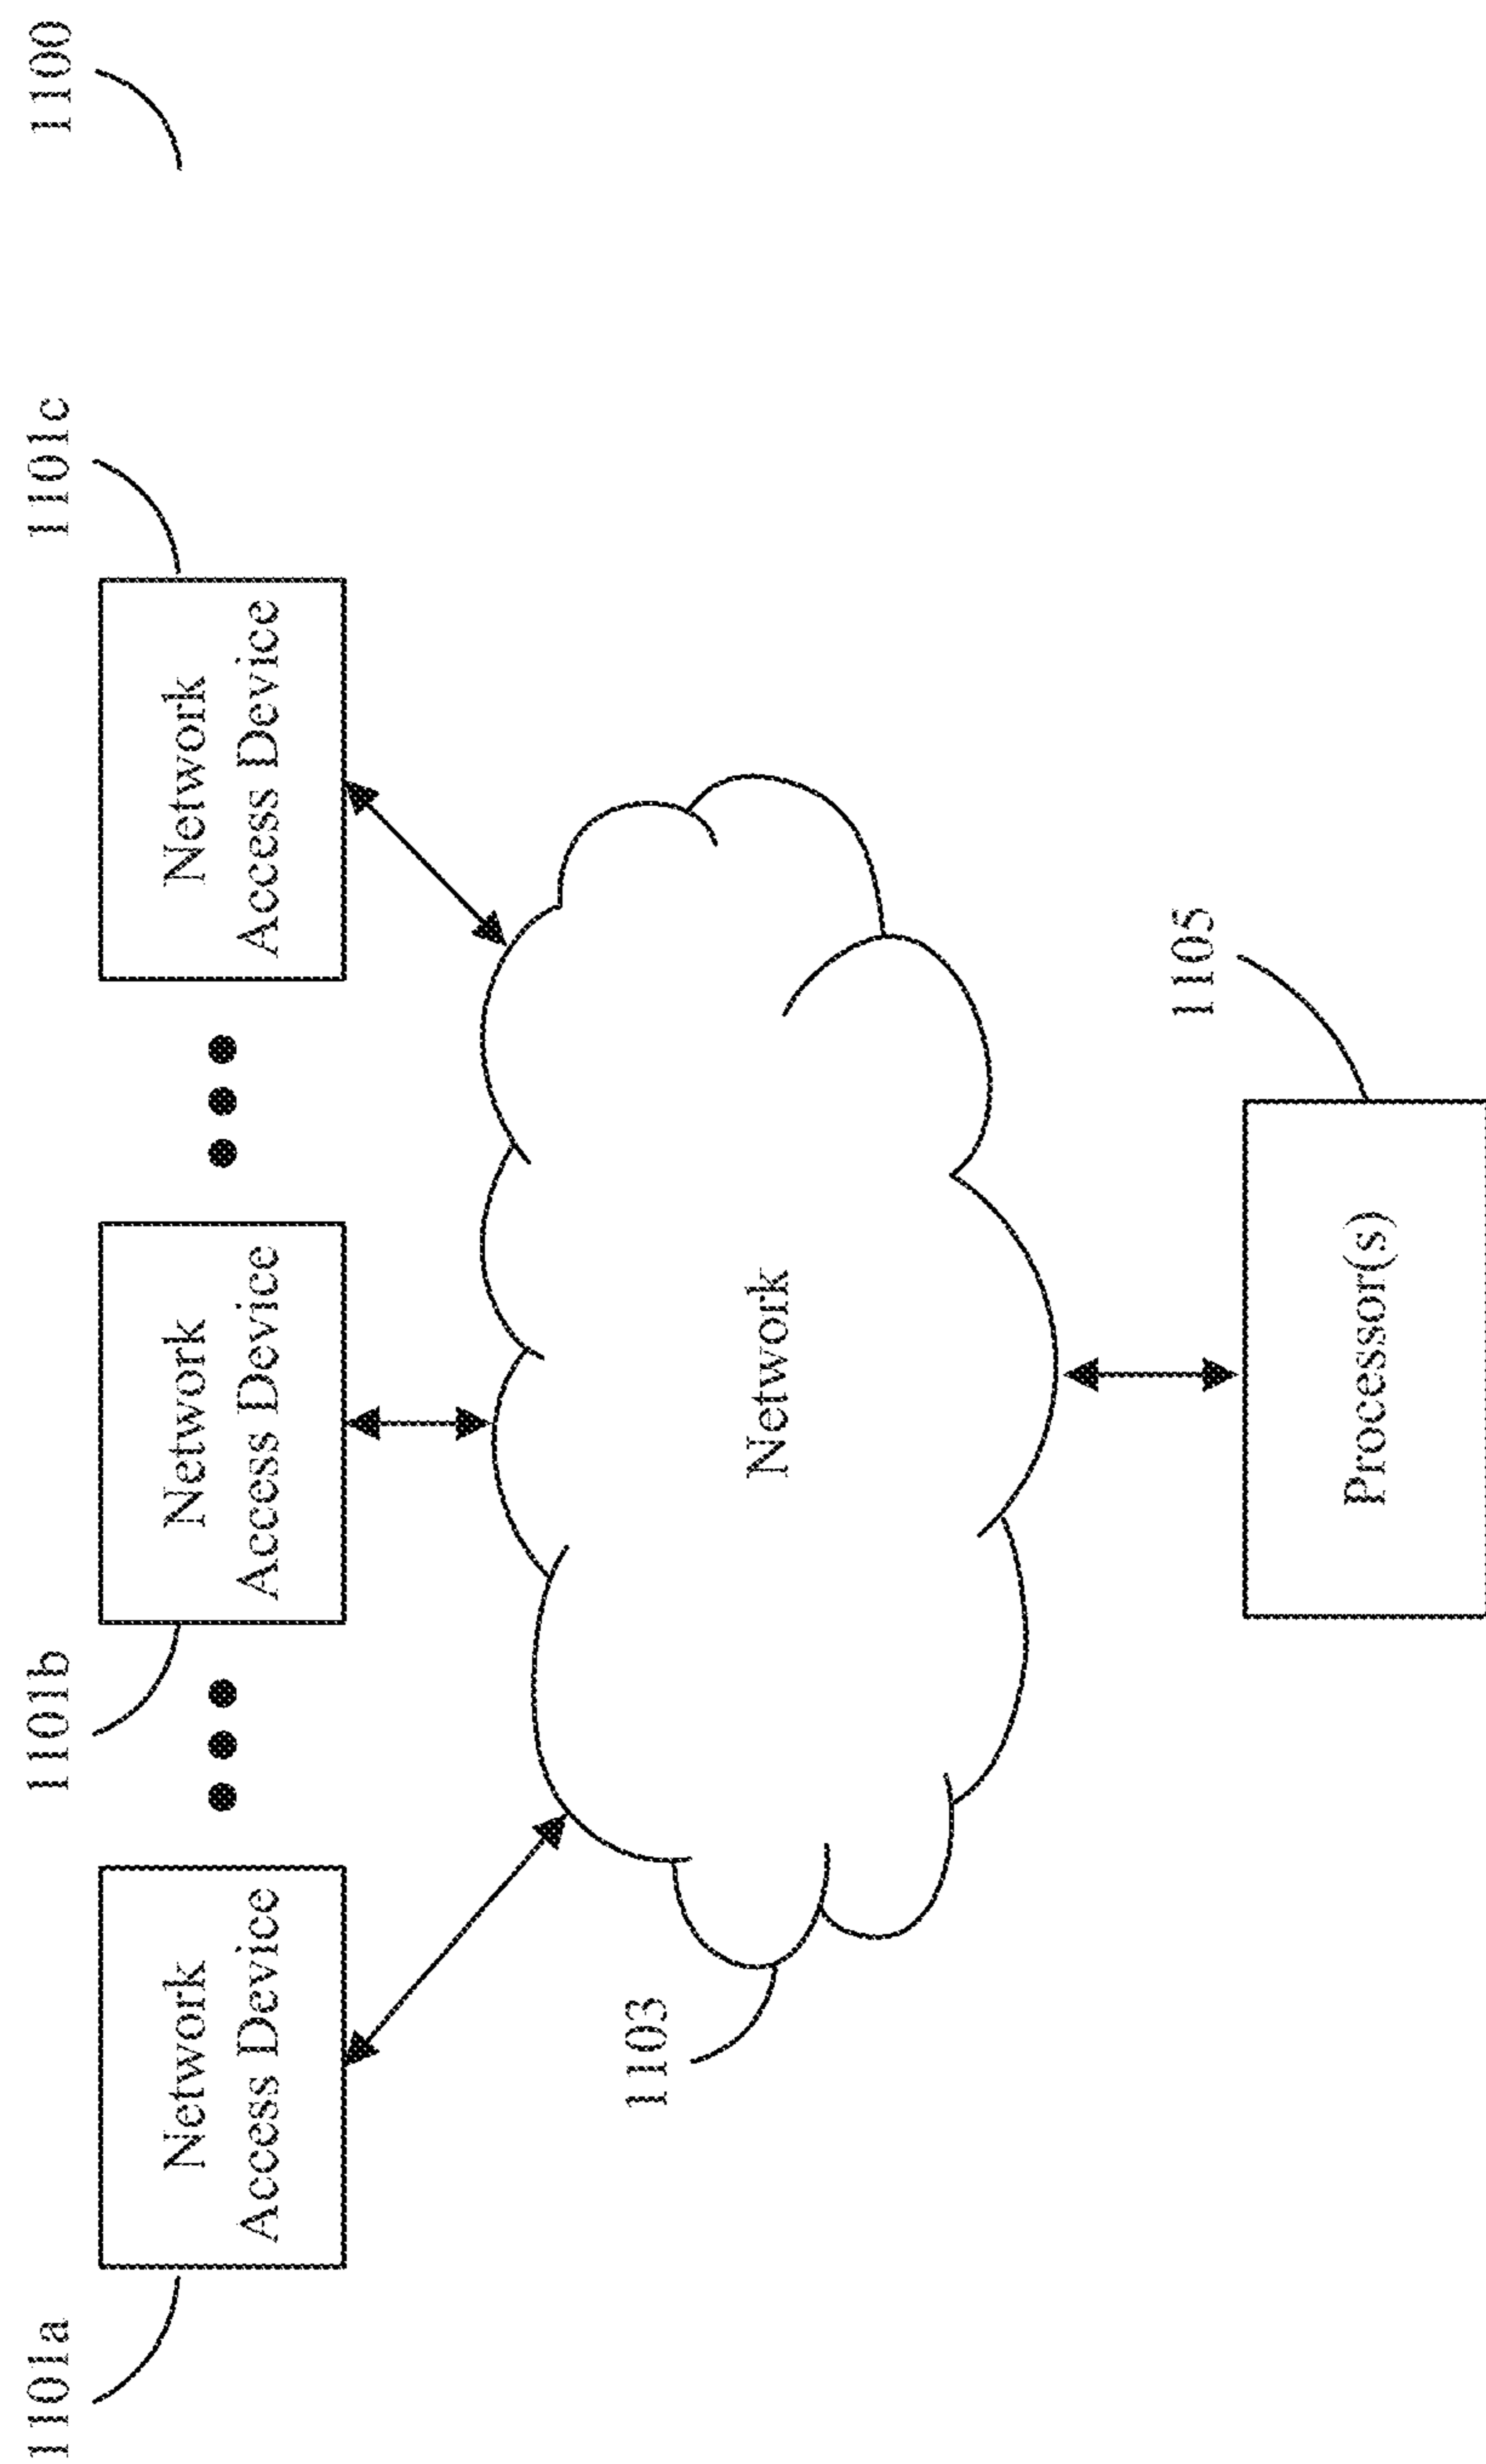 1100
1101a
1101b
1101c
Network
Access Device
Network
Access Device
Network
Access Device
Network
1103
1105
Processor(s)